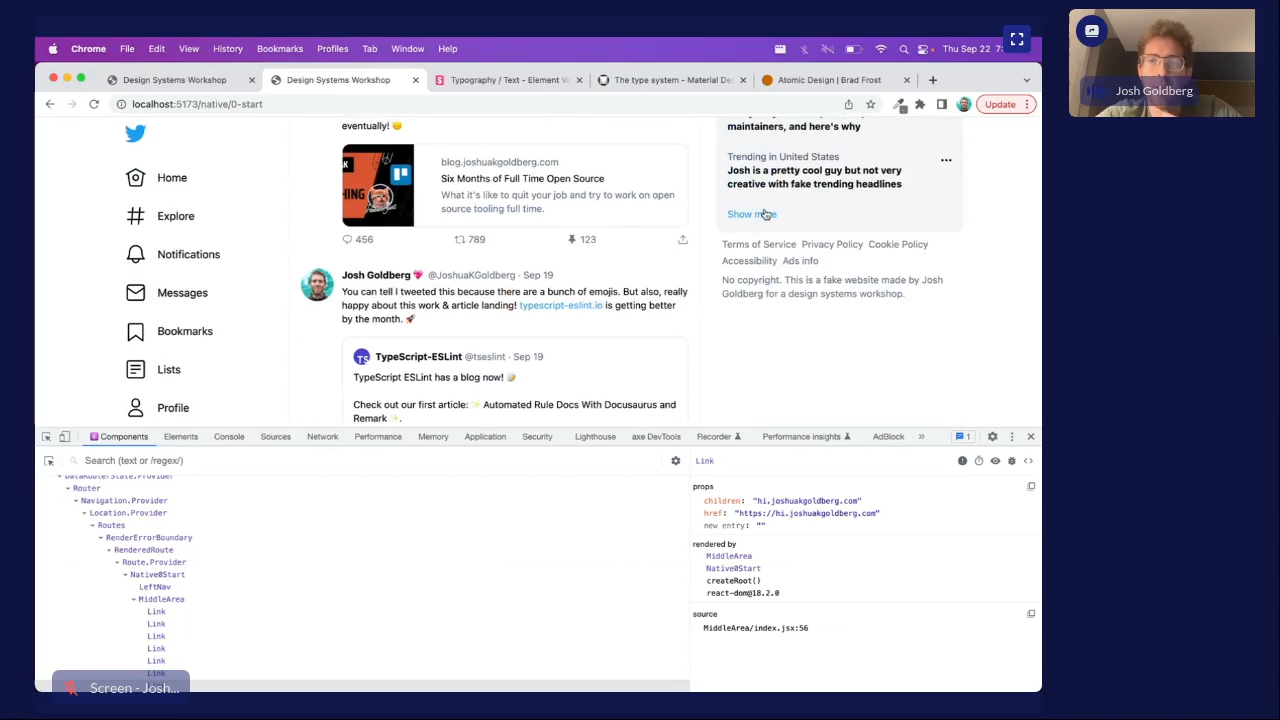 Chrome File Edit View History Bookmarks Profiles Tab Window Help
Thu Sep 22
Design Systems Workshop
Design Systems Workshop
Typography / Text - Element
The type system - Material De
Atomic Design | Brad Frost
localhost:5173/native/0-start
Update
Home
Explore
Notifications
Messages
Bookmarks
Lists
Profile
eventually! 😊
THING
blog.joshuakgoldberg.com
Six Months of Full Time Open Source
What it's like to quit your job and try to work on open
source tooling full time.
456 789 123
Josh Goldberg 💖 @JoshuaKGoldberg · Sep 19
You can tell I tweeted this because there are a bunch of emojis. But also, really
happy about this work & article landing! typescript-eslint.io is getting better
by the month. 🚀
TS
TypeScript-ESLint @tseslint · Sep 19
TypeScript ESLint has a blog now! 📝
Check out our first article: ✨ Automated Rule Docs With Docusaurus and
Remark ✨.
maintainers, and here's why
Trending in United States
Josh is a pretty cool guy but not very
creative with fake trending headlines
Show more
Terms of Service Privacy Policy Cookie Policy
Accessibility Ads info
No copyright. This is a fake website made by Josh
Goldberg for a design systems workshop.
Components Elements Console Sources Network Performance Memory Application Security Lighthouse axe DevTools Recorder Performance insights AdBlock » 1
Search (text or /regex/)
DataRouterState.Provider
Router
Navigation.Provider
Location.Provider
Routes
RenderErrorBoundary
RenderedRoute
Route.Provider
Native0Start
LeftNav
MiddleArea
Link
Link
Link
Link
Link
Link
Link
props
children: "hi.joshuakgoldberg.com"
href: "https://hi.joshuakgoldberg.com"
new entry: ""
rendered by
MiddleArea
Native0Start
createRoot()
react-dom@18.2.0
source
MiddleArea/index.jsx:56
Screen - Josh...
Josh Goldberg